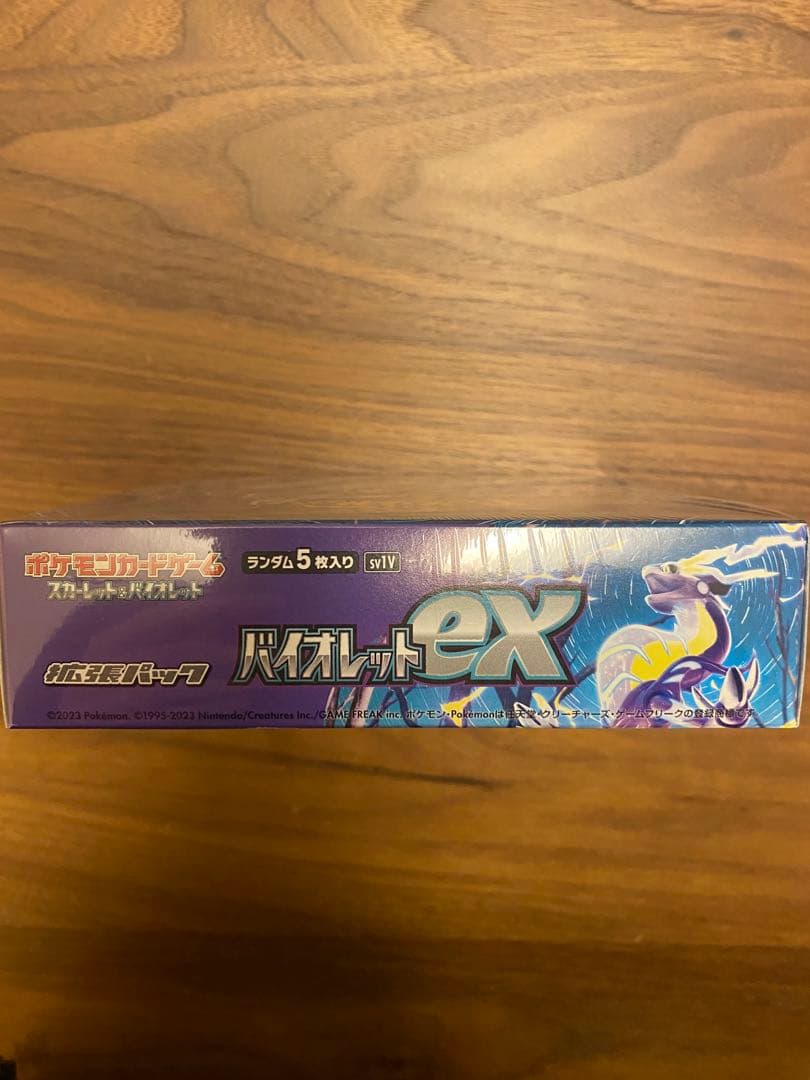 ポケモンカードゲーム
スカーレット&バイオレット
ランダム5枚入り sv1V
拡張パック
バイオレットex
©2023 Pokémon. ©1995-2023 Nintendo/Creatures Inc./GAME FREAK inc. ポケモン・Pokémonは任天堂・クリーチャーズ・ゲームフリークの登録商標です